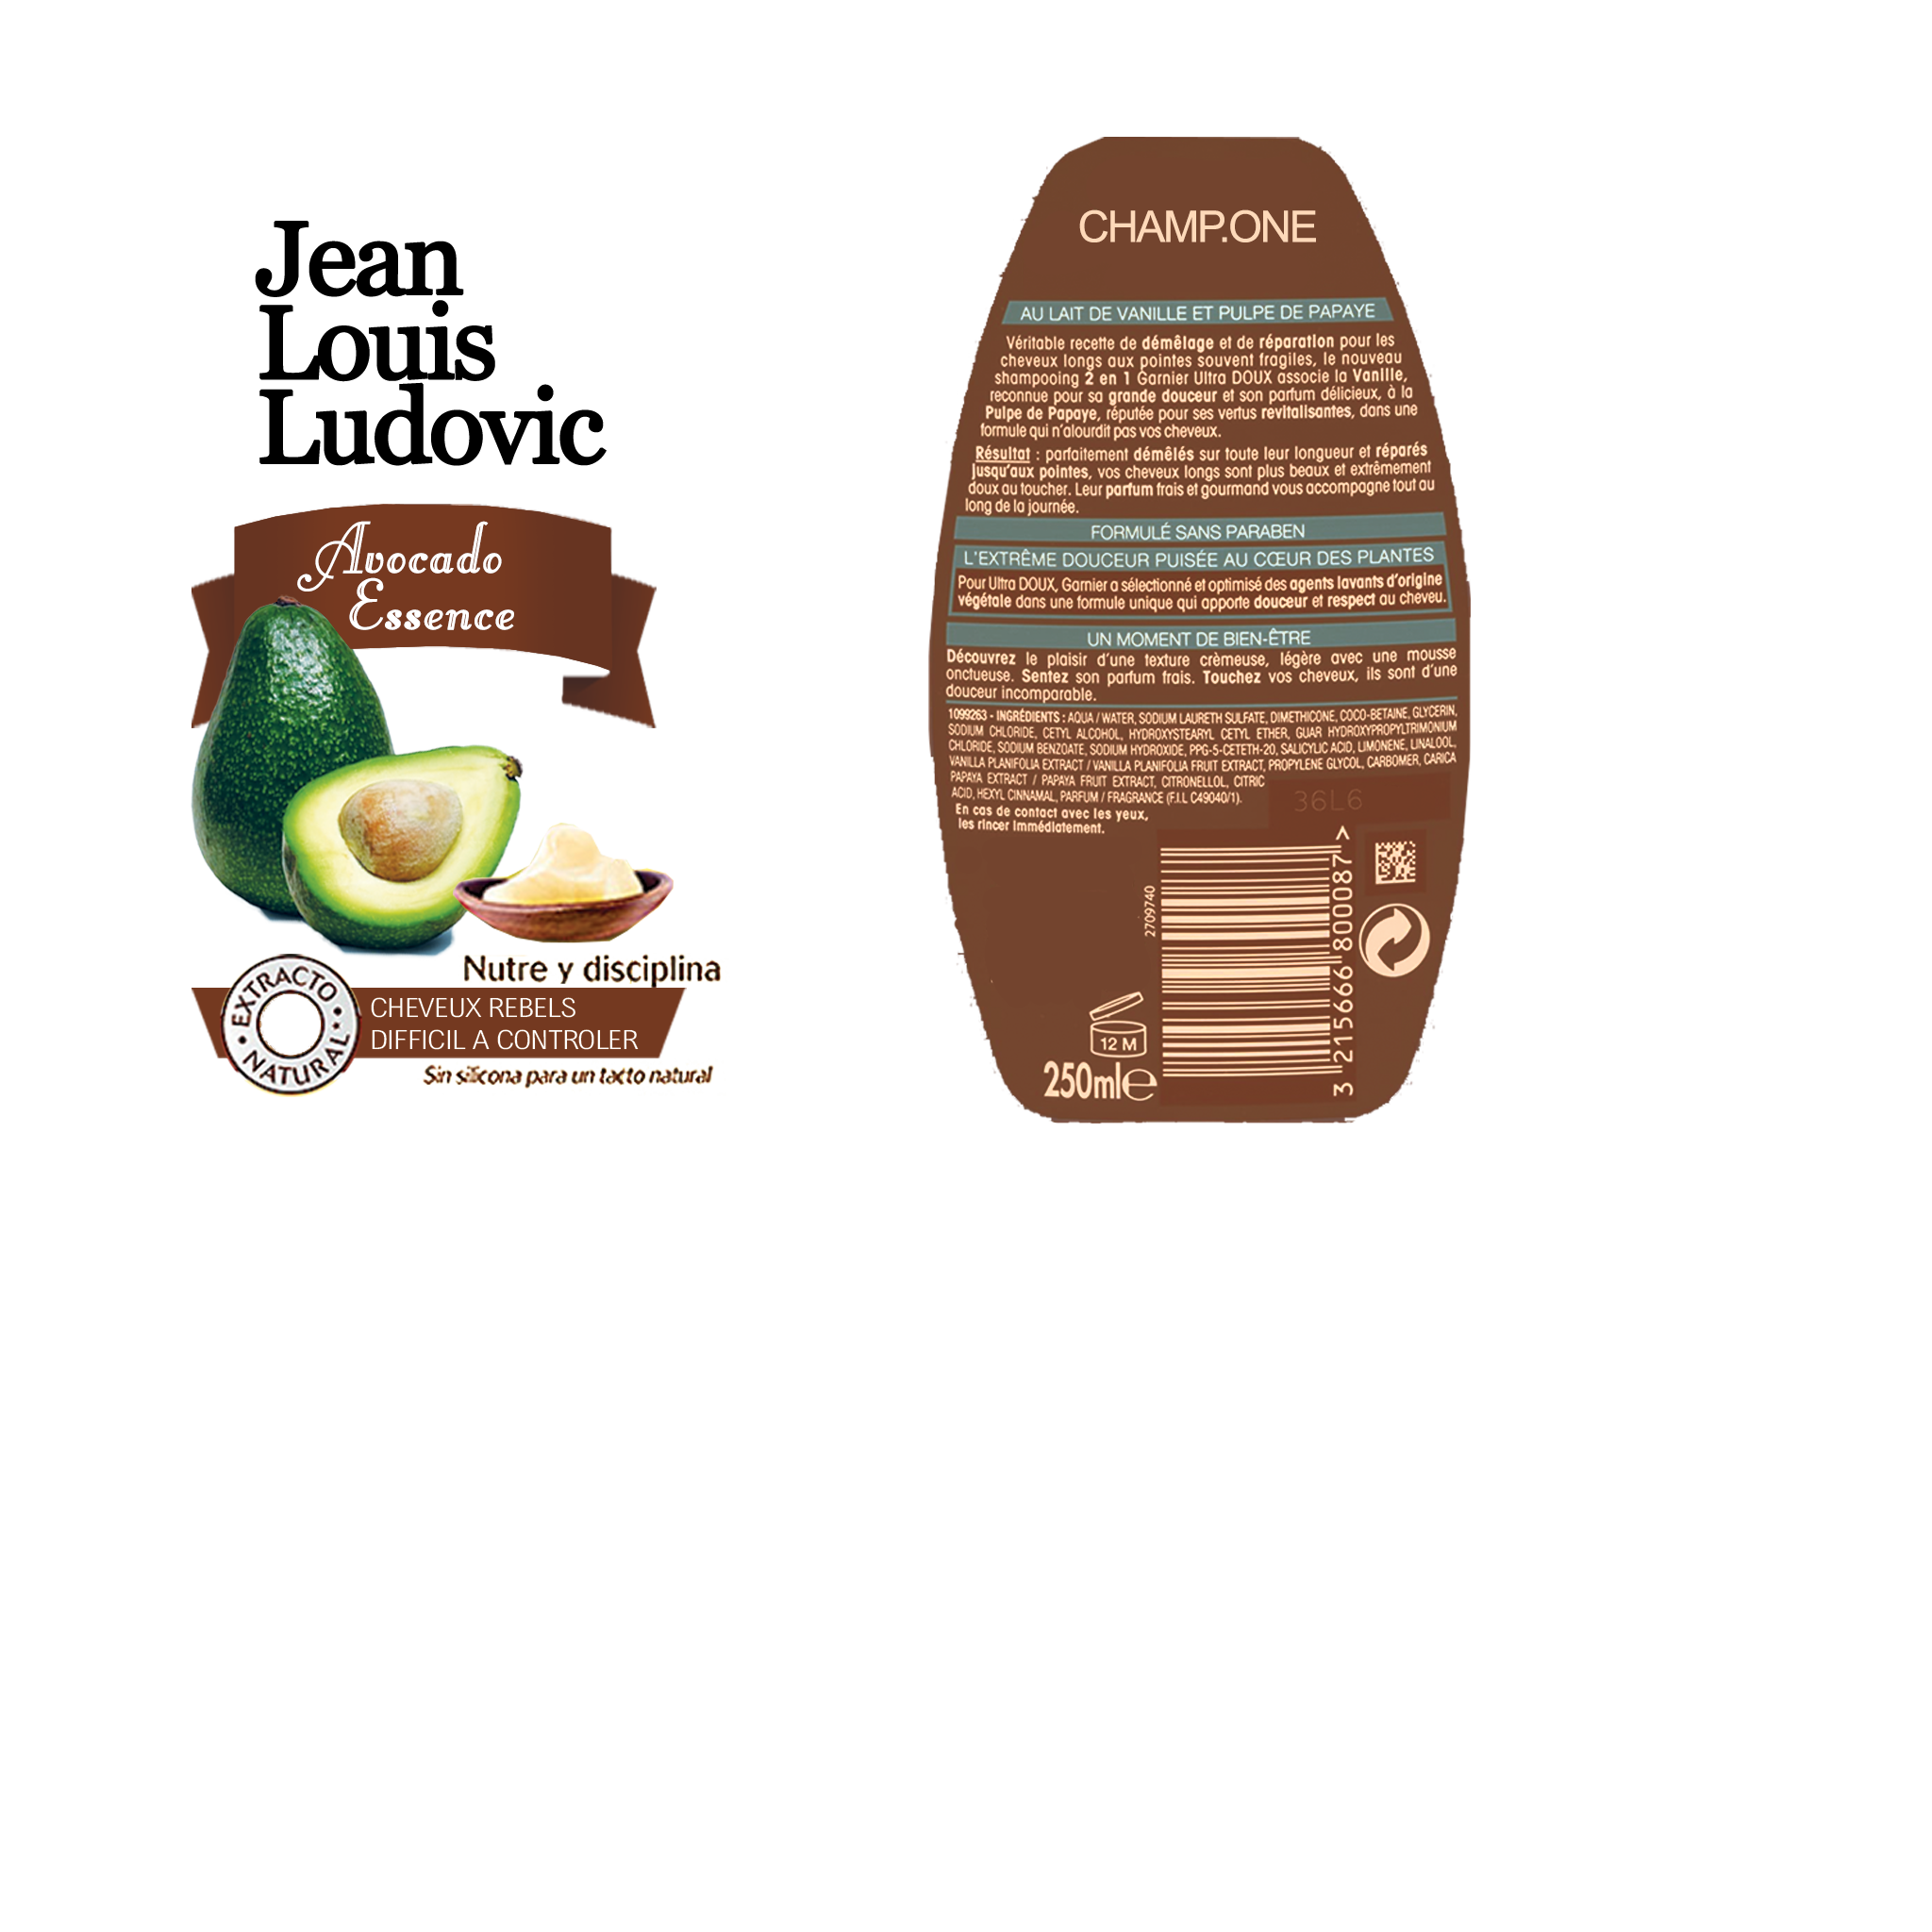 Jean
Louis
Ludovic
Avocado
Essence
Nutre y disciplina
EXTRACTO NATURAL
CHEVEUX REBELS
DIFFICIL A CONTROLER
Sin silicona para un tacto natural
CHAMP.ONE
AU LAIT DE VANILLE ET PULPE DE PAPAYE
Véritable recette de démêlage et de réparation pour les
cheveux longs aux pointes souvent fragiles, le nouveau
shampooing 2 en 1 Garnier Ultra DOUX associe la Vanille,
reconnue pour sa grande douceur et son parfum délicieux, à la
Pulpe de Papaye, réputée pour ses vertus revitalisantes, dans une
formule qui n'alourdit pas vos cheveux.
Résultat : parfaitement démêlés sur toute leur longueur et réparés
jusqu'aux pointes, vos cheveux longs sont plus beaux et extrêmement
doux au toucher. Leur parfum frais et gourmand vous accompagne tout au
long de la journée.
FORMULÉ SANS PARABEN
L'EXTRÊME DOUCEUR PUISÉE AU CŒUR DES PLANTES
Pour Ultra DOUX, Garnier a sélectionné et optimisé des agents lavants d'origine
végétale dans une formule unique qui apporte douceur et respect au cheveu.
UN MOMENT DE BIEN-ÊTRE
Découvrez le plaisir d'une texture crèmeuse, légère avec une mousse
onctueuse. Sentez son parfum frais. Touchez vos cheveux, ils sont d'une
douceur incomparable.
1099263 - INGRÉDIENTS : AQUA / WATER, SODIUM LAURETH SULFATE, DIMETHICONE, COCO-BETAINE, GLYCERIN,
SODIUM CHLORIDE, CETYL ALCOHOL, HYDROXYSTEARYL CETYL ETHER, GUAR HYDROXYPROPYLTRIMONIUM
CHLORIDE, SODIUM BENZOATE, SODIUM HYDROXIDE, PPG-5-CETETH-20, SALICYLIC ACID, LIMONENE, LINALOOL,
VANILLA PLANIFOLIA EXTRACT / VANILLA PLANIFOLIA FRUIT EXTRACT, PROPYLENE GLYCOL, CARBOMER, CARICA
PAPAYA EXTRACT / PAPAYA FRUIT EXTRACT, CITRONELLOL, CITRIC
ACID, HEXYL CINNAMAL, PARFUM / FRAGRANCE (F.I.L C49040/1).
36L6
En cas de contact avec les yeux,
les rincer immédiatement.
2709740
3 215666 800087 >
12 M
250ml e